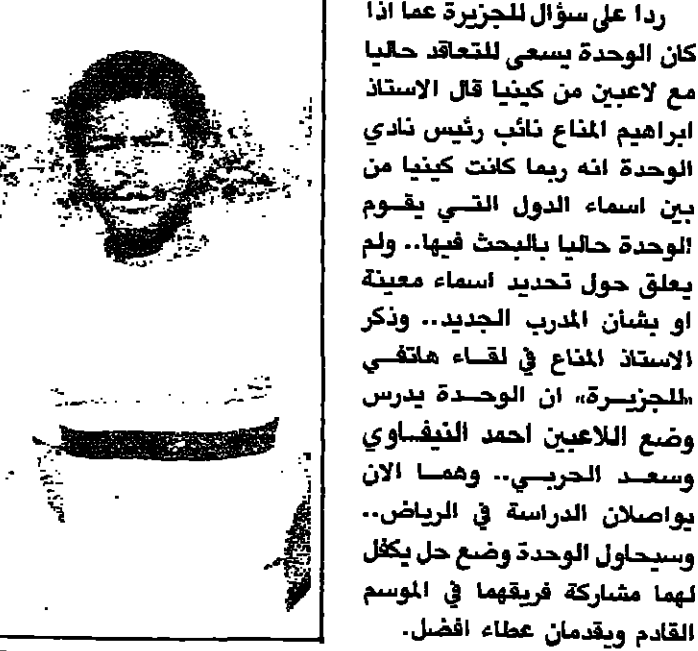 ردا على سؤال للجزيرة عما اذا
كان الوحدة يسعى للتعاقد حاليا
مع لاعبين من كينيا قال الاستاذ
ابراهيم المناع نائب رئيس نادي
الوحدة انه ربما كانت كينيا من
بين اسماء الدول التي يقوم
الوحدة حاليا بالبحث فيها.. ولم
يعلق حول تحديد اسماء معينة
او بشأن المدرب الجديد.. وذكر
الاستاذ المناع في لقاء هاتفي
«للجزيرة» ان الوحدة يدرس
وضع اللاعبين احمد النيفاوي
وسعد الحربي.. وهما الان
يواصلان الدراسة في الرياض..
وسيحاول الوحدة وضع حل يكفل
لهما مشاركة فريقهما في الموسم
القادم ويقدمان عطاء افضل.